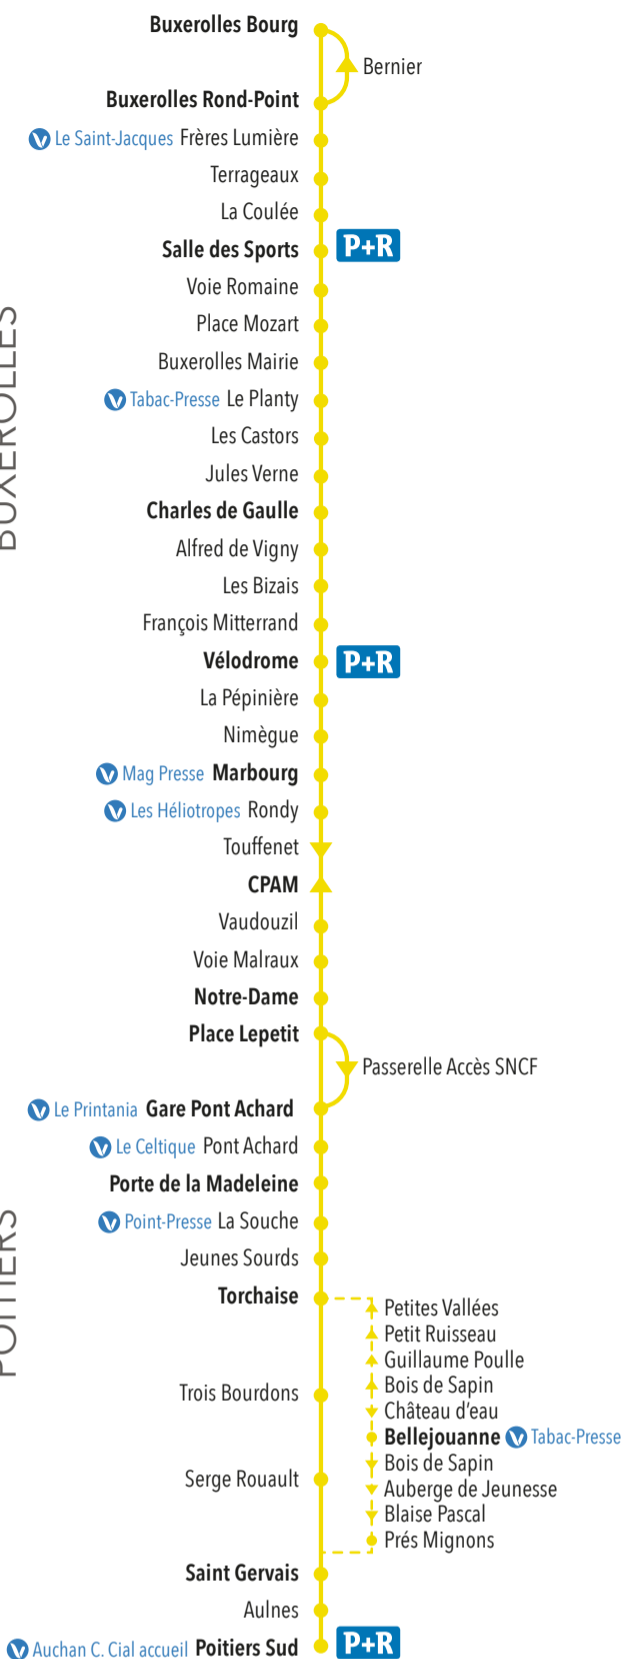 Buxerolles Bourg
Bernier
Buxerolles Rond-Point
Le Saint-Jacques Frères Lumière
Terrageaux
La Coulée
Salle des Sports P+R
Voie Romaine
Place Mozart
Buxerolles Mairie
Tabac-Presse Le Planty
Les Castors
Jules Verne
Charles de Gaulle
Alfred de Vigny
Les Bizais
François Mitterrand
Vélodrome P+R
La Pépinière
Nimègue
Mag Presse Marbourg
Les Héliotropes Rondy
Touffenet
CPAM
Vaudouzil
Voie Malraux
Notre-Dame
Place Lepetit
Passerelle Accès SNCF
Le Printania Gare Pont Achard
Le Celtique Pont Achard
Porte de la Madeleine
Point-Presse La Souche
Jeunes Sourds
Torchaise
Petites Vallées
Petit Ruisseau
Guillaume Poulle
Bois de Sapin
Trois Bourdons
Château d'eau
Bellejouanne Tabac-Presse
Bois de Sapin
Serge Rouault
Auberge de Jeunesse
Blaise Pascal
Prés Mignons
Saint Gervais
Aulnes
Auchan C. Cial accueil Poitiers Sud P+R
BUXEROLLES
POITIERS